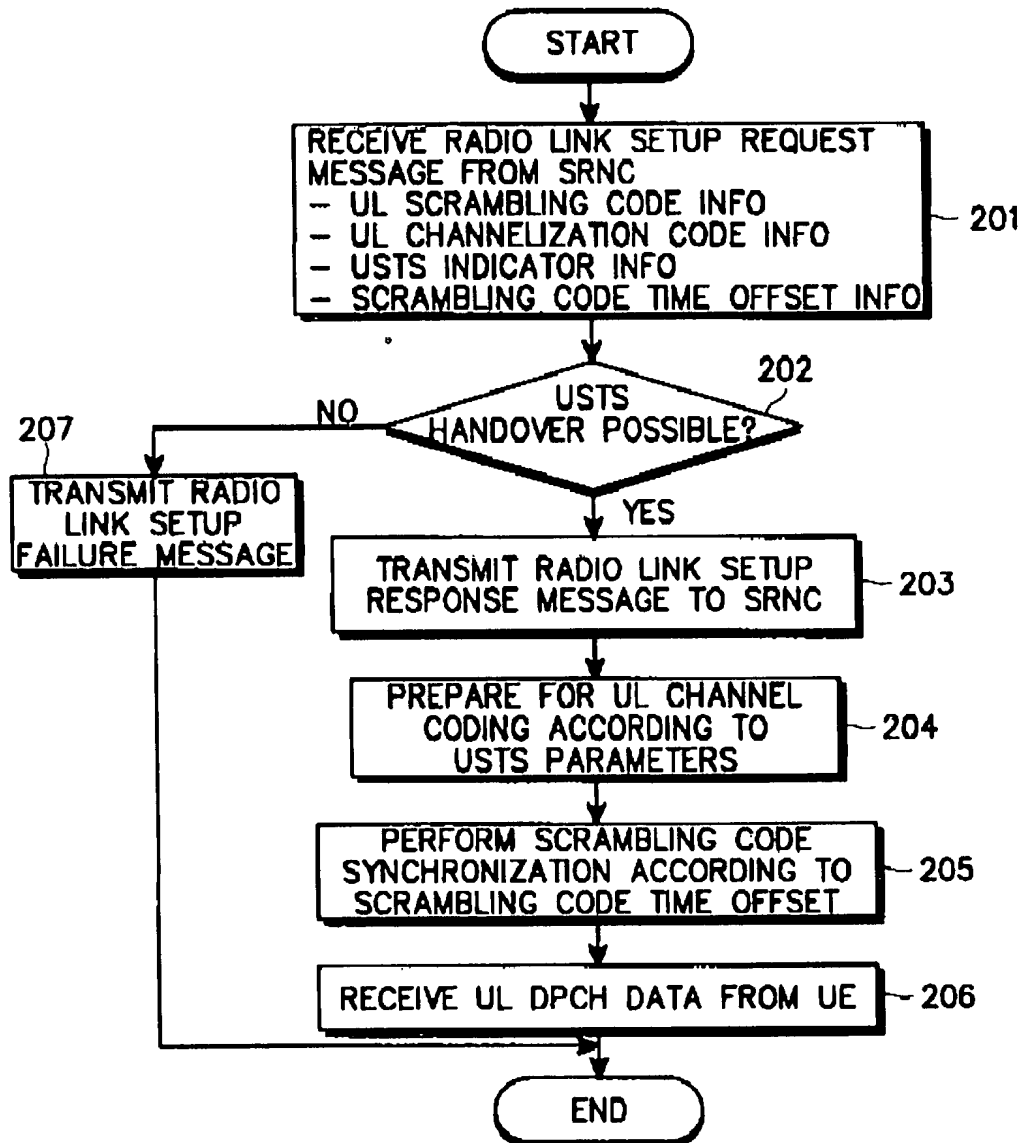 START
RECEIVE RADIO LINK SETUP REQUEST
MESSAGE FROM SRNC
– UL SCRAMBLING CODE INFO
– UL CHANNELIZATION CODE INFO
– USTS INDICATOR INFO
– SCRAMBLING CODE TIME OFFSET INFO
201
202
USTS
HANDOVER POSSIBLE?
NO
207
TRANSMIT RADIO
LINK SETUP
FAILURE MESSAGE
YES
TRANSMIT RADIO LINK SETUP
RESPONSE MESSAGE TO SRNC
203
PREPARE FOR UL CHANNEL
CODING ACCORDING TO
USTS PARAMETERS
204
PERFORM SCRAMBLING CODE
SYNCHRONIZATION ACCORDING TO
SCRAMBLING CODE TIME OFFSET
205
RECEIVE UL DPCH DATA FROM UE
206
END